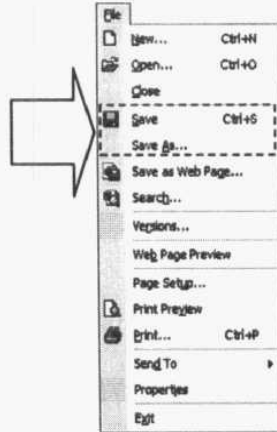 File
New... Ctrl+N
Open... Ctrl+O
Close
Save Ctrl+S
Save As...
Save as Web Page...
Search...
Versions...
Web Page Preview
Page Setup...
Print Preview
Print... Ctrl+P
Send To
Properties
Exit